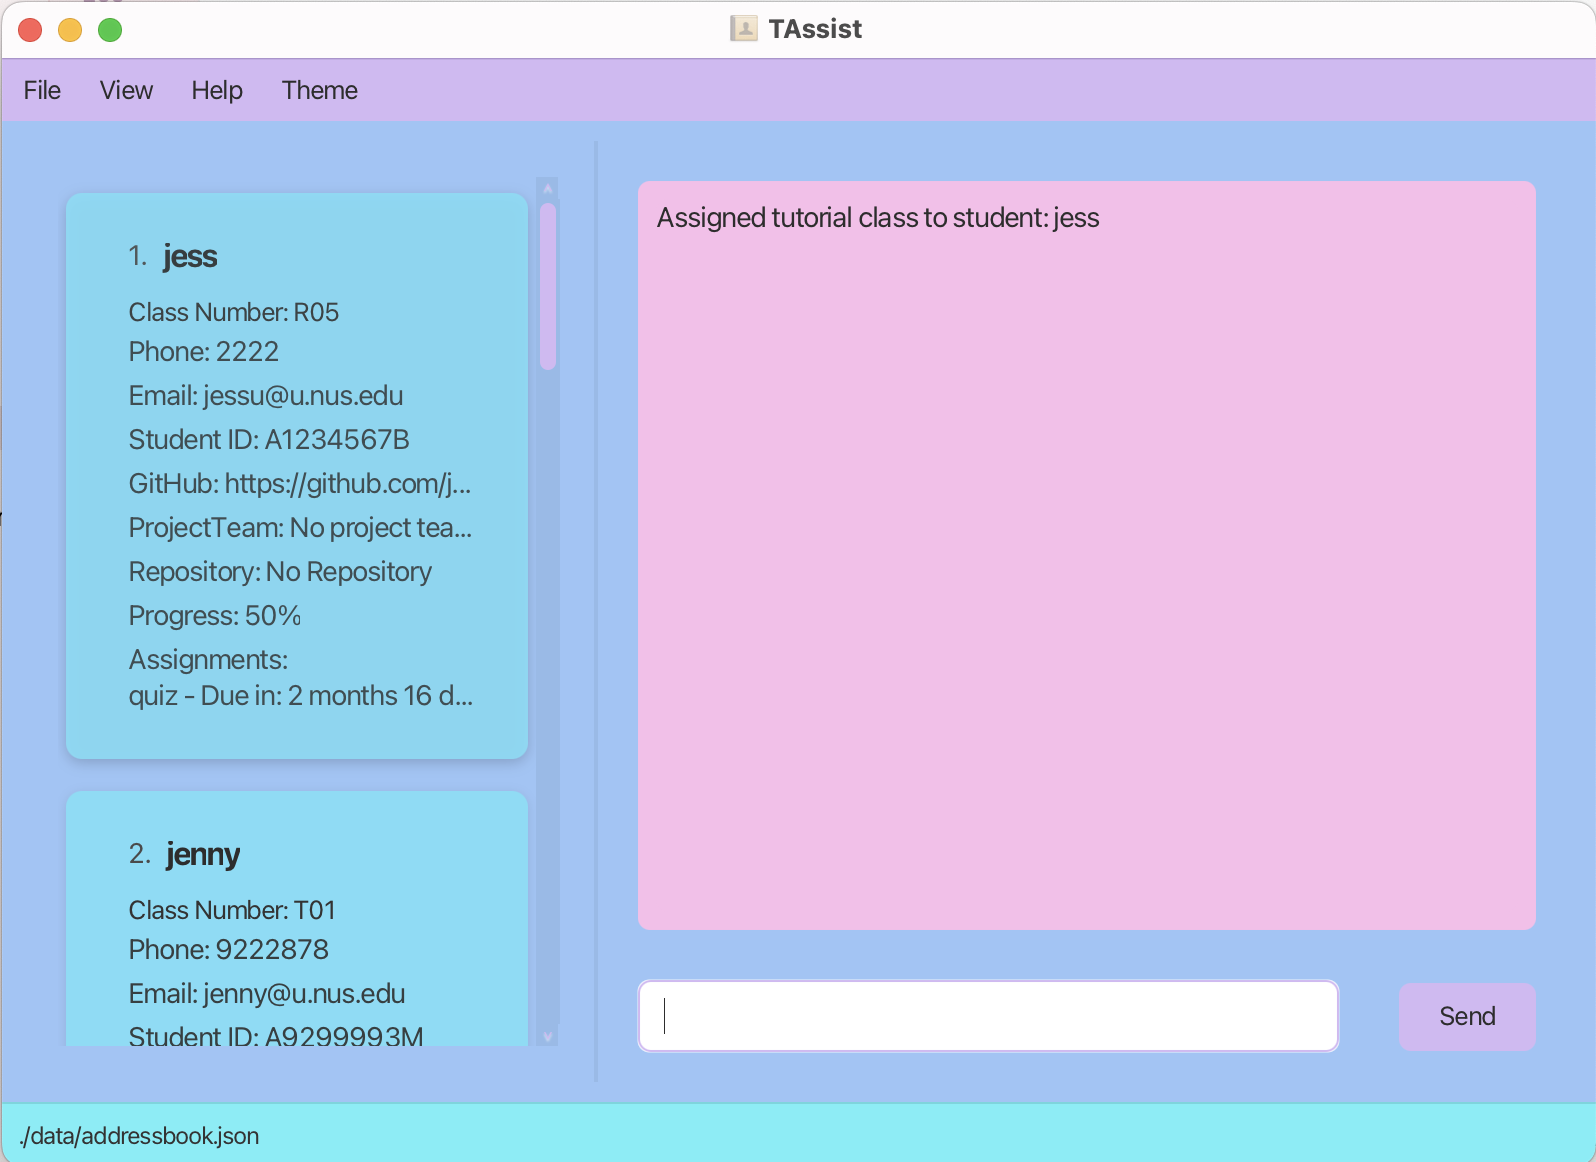 TAssist
File View Help Theme
1. jess
Class Number: R05
Phone: 2222
Email: jessu@u.nus.edu
Student ID: A1234567B
GitHub: https://github.com/j...
ProjectTeam: No project tea...
Repository: No Repository
Progress: 50%
Assignments:
quiz - Due in: 2 months 16 d...
2. jenny
Class Number: T01
Phone: 9222878
Email: jenny@u.nus.edu
Student ID: A9299993M
Assigned tutorial class to student: jess
Send
./data/addressbook.json